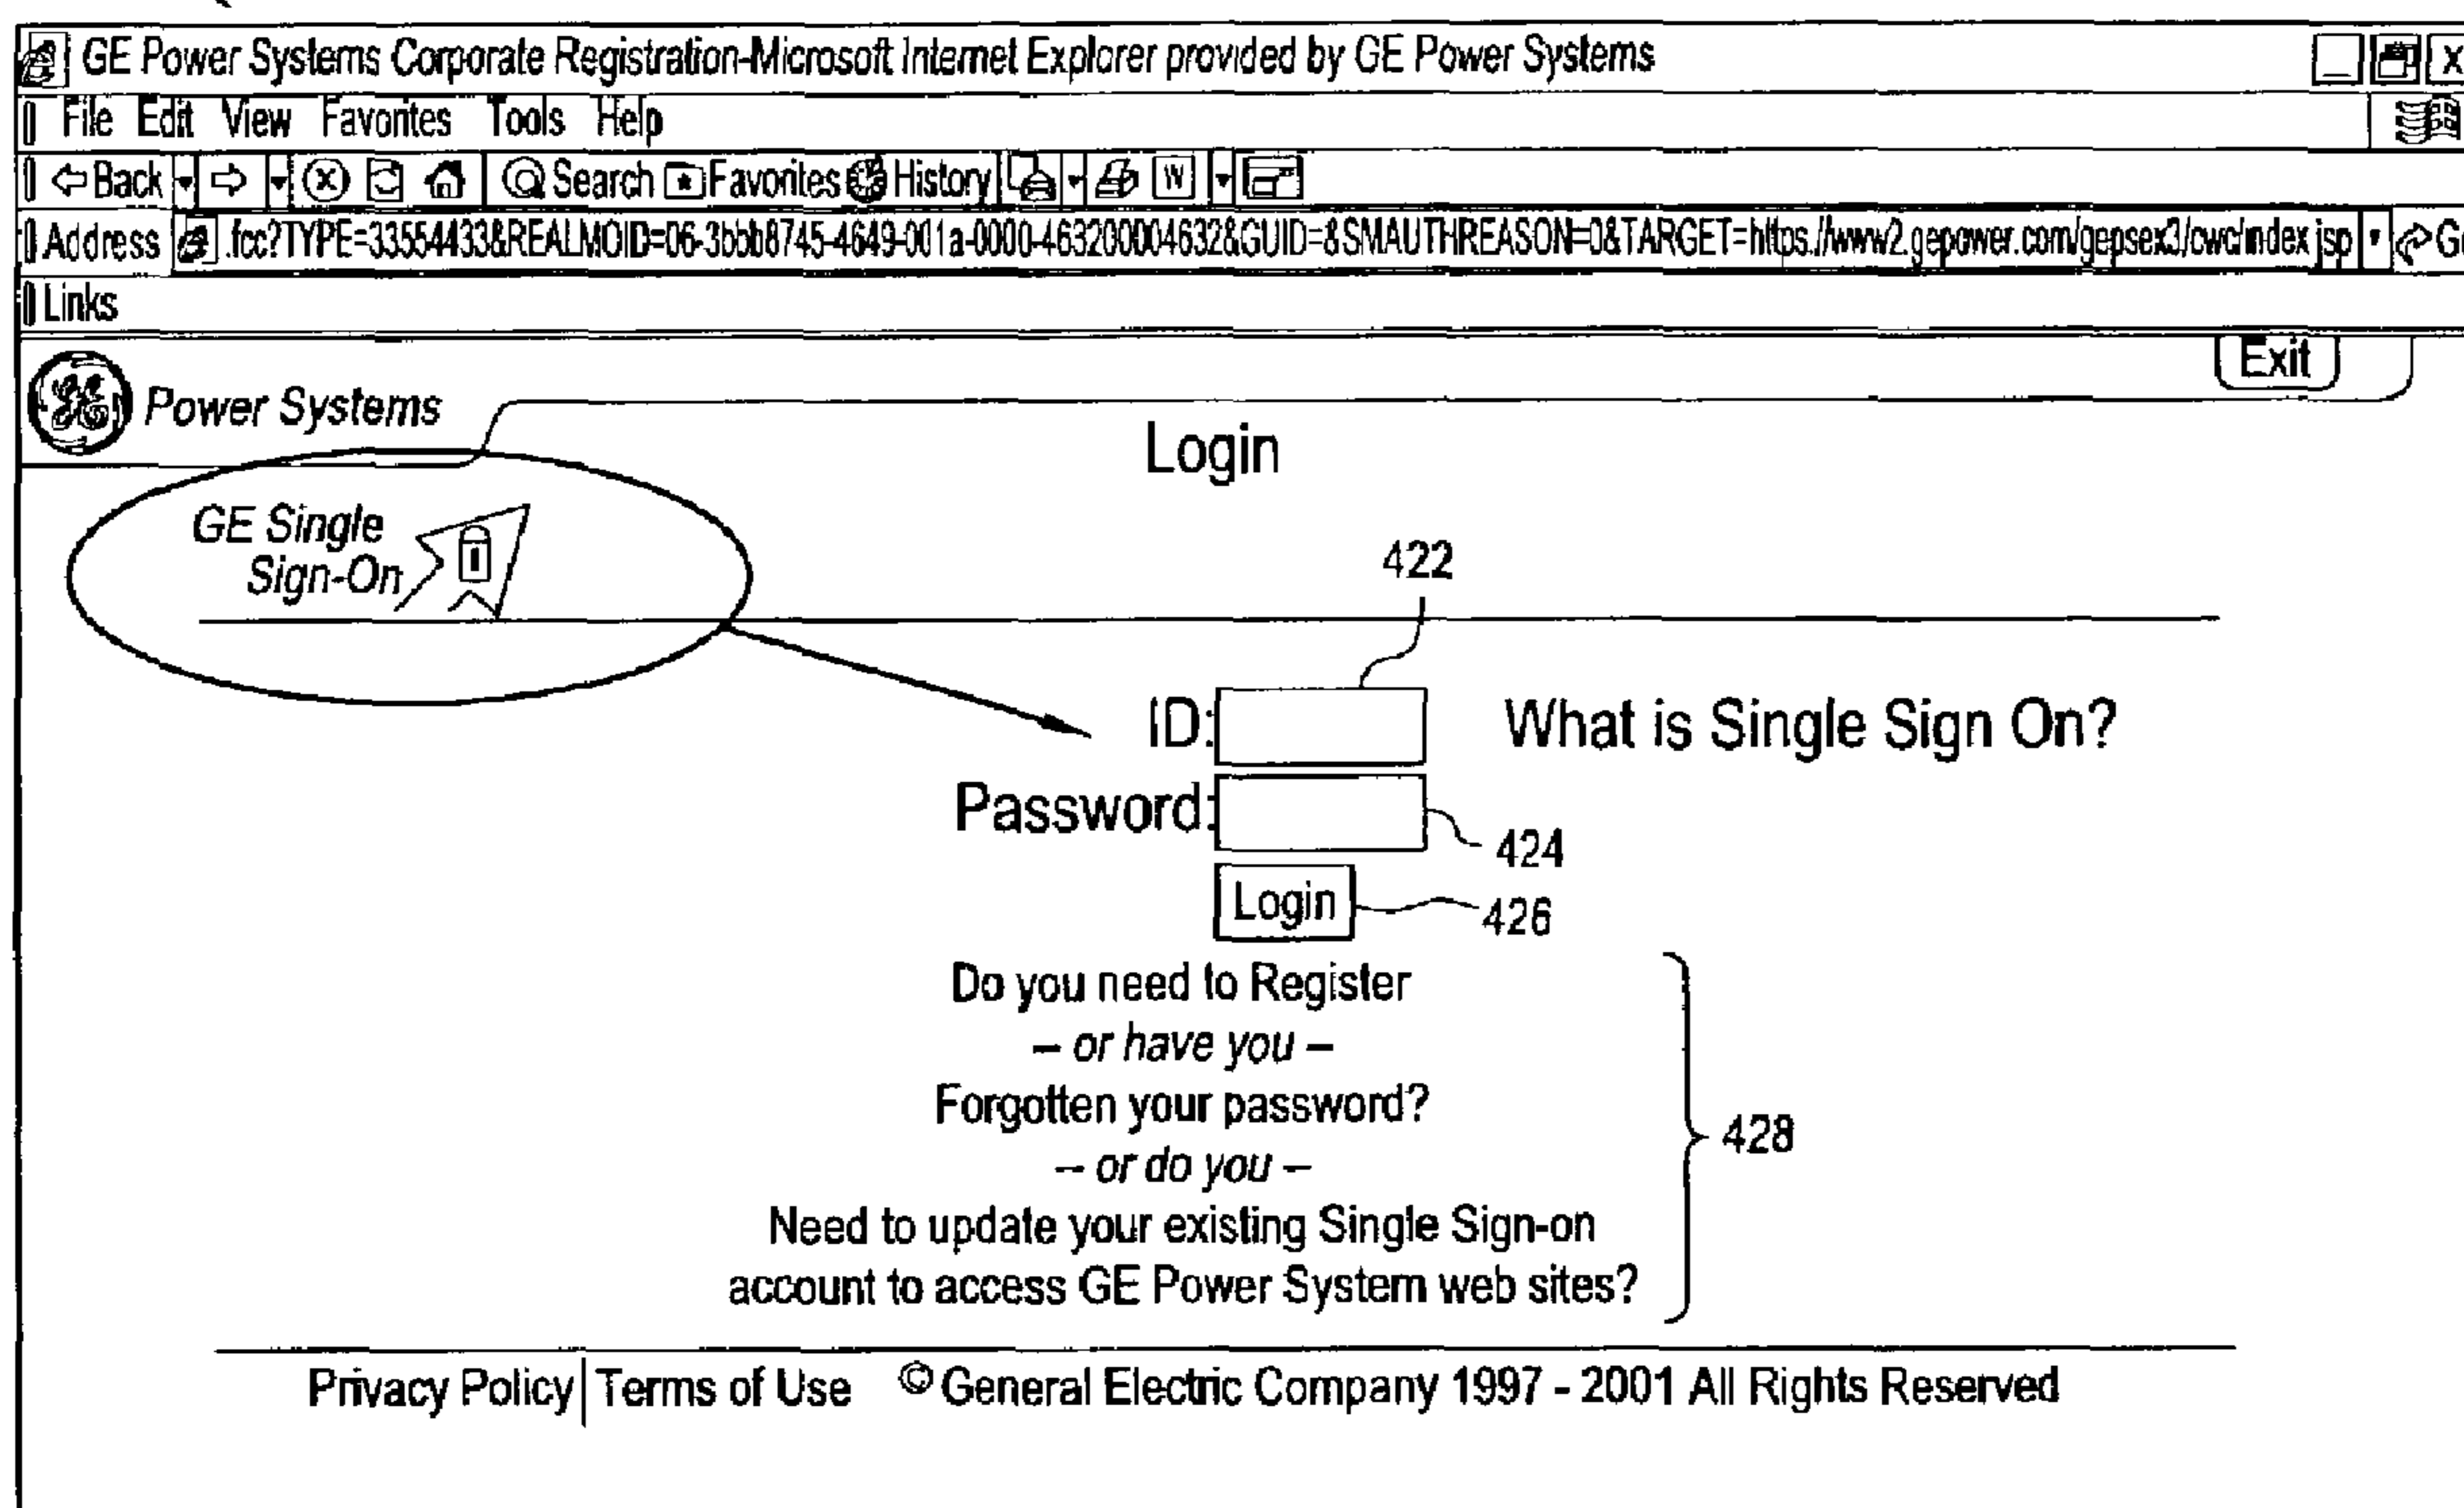 GE Power Systems Corporate Registration-Microsoft Internet Explorer provided by GE Power Systems
File Edit View Favorites Tools Help
Back Search Favorites History W
Address .fcc?TYPE=33554433&REALMOID=06-3bbb8745-4649-001a-0000-463200004632&GUID=&SMAUTHREASON=0&TARGET=https://www2.gepower.com/gepsex3/cwc/index.jsp
Links
Exit
GE Power Systems
Login
GE Single
Sign-On
422
ID: What is Single Sign On?
Password:
424
Login
426
Do you need to Register
– or have you –
Forgotten your password?
– or do you –
428
Need to update your existing Single Sign-on
account to access GE Power System web sites?
Privacy Policy | Terms of Use © General Electric Company 1997 - 2001 All Rights Reserved